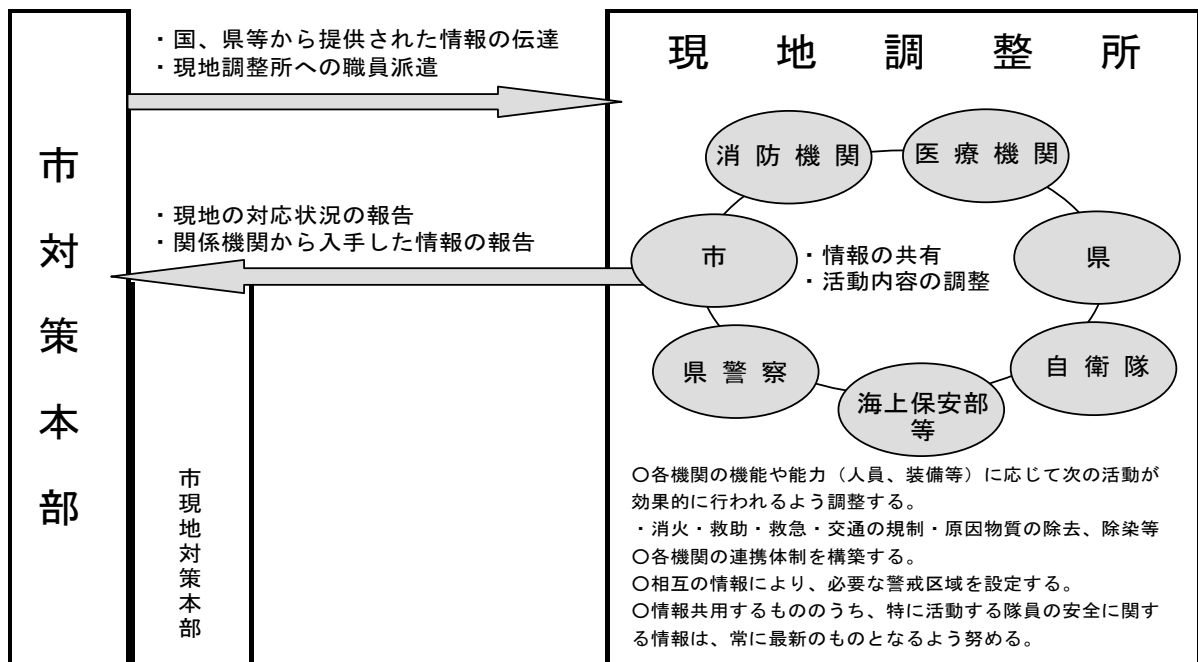 市対策本部
・国、県等から提供された情報の伝達
・現地調整所への職員派遣
・現地の対応状況の報告
・関係機関から入手した情報の報告
市現地対策本部
現地調整所
消防機関
医療機関
市
・情報の共有
・活動内容の調整
県
県警察
自衛隊
海上保安部
等
〇各機関の機能や能力（人員、装備等）に応じて次の活動が
効果的に行われるよう調整する。
・消火・救助・救急・交通の規制・原因物質の除去、除染等
〇各機関の連携体制を構築する。
〇相互の情報により、必要な警戒区域を設定する。
〇情報共用するもののうち、特に活動する隊員の安全に関す
る情報は、常に最新のものとなるよう努める。